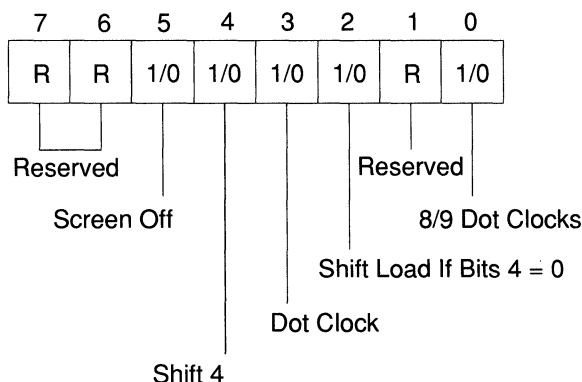 7 6 5 4 3 2 1 0
R R 1/0 1/0 1/0 1/0 R 1/0
Reserved Reserved
Screen Off 8/9 Dot Clocks
Shift Load If Bits 4 = 0
Dot Clock
Shift 4